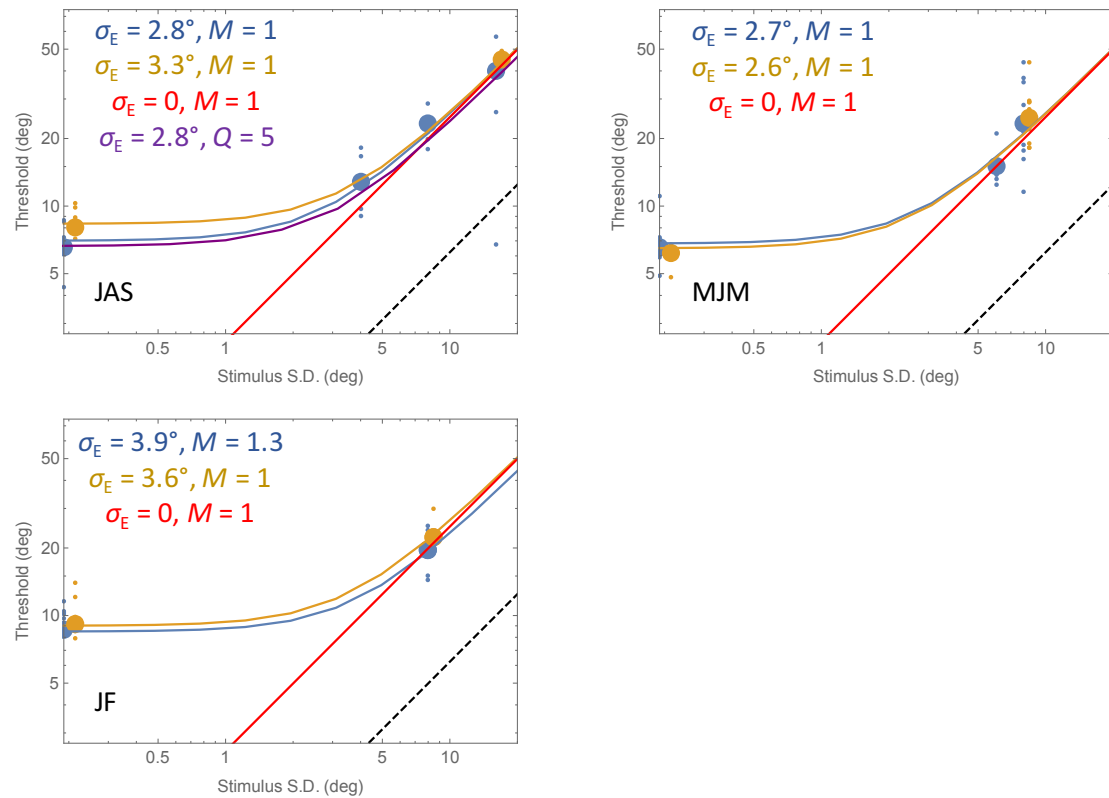 σE = 2.8°, M = 1
σE = 3.3°, M = 1
σE = 0, M = 1
σE = 2.8°, Q = 5
50
20
10
5
Threshold (deg)
JAS
0.5 1 5 10
Stimulus S.D. (deg)
σE = 2.7°, M = 1
σE = 2.6°, M = 1
σE = 0, M = 1
50
20
10
5
Threshold (deg)
MJM
0.5 1 5 10
Stimulus S.D. (deg)
σE = 3.9°, M = 1.3
σE = 3.6°, M = 1
σE = 0, M = 1
50
20
10
5
Threshold (deg)
JF
0.5 1 5 10
Stimulus S.D. (deg)